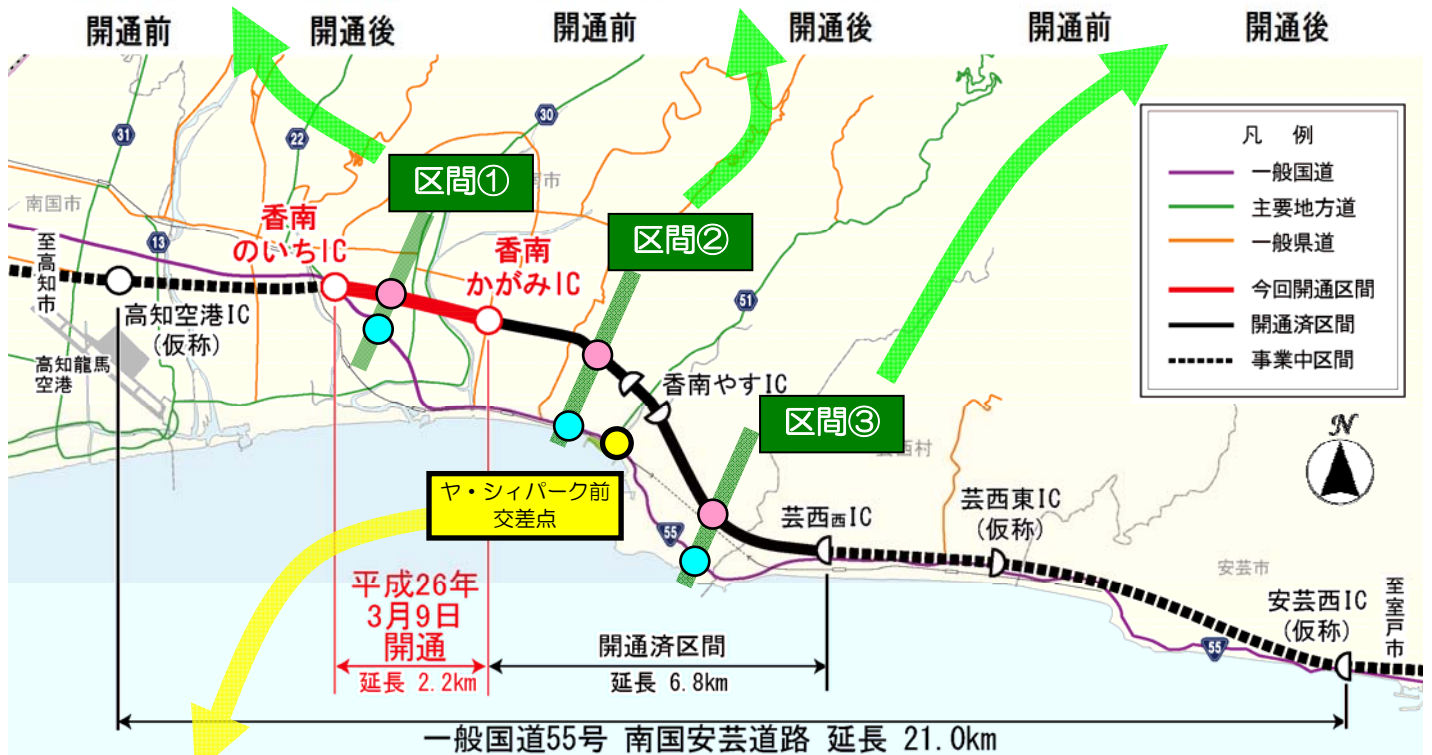 開通前 開通後 開通前 開通後 開通前 開通後
凡 例
一般国道
主要地方道
一般県道
今回開通区間
開通済区間
事業中区間
N
31
22
30
13
51
55
55
区間①
区間②
区間③
南国市
市
至高知市
香南
のいちIC
香南
かがみIC
高知空港IC
(仮称)
高知龍馬
空港
香南やすIC
ヤ・シィパーク前
交差点
芸西西IC
芸西村
芸西東IC
(仮称)
安芸市
安芸西IC
(仮称)
至室戸市
平成26年
3月9日
開通
延長 2.2km
開通済区間
延長 6.8km
一般国道55号 南国安芸道路 延長 21.0km